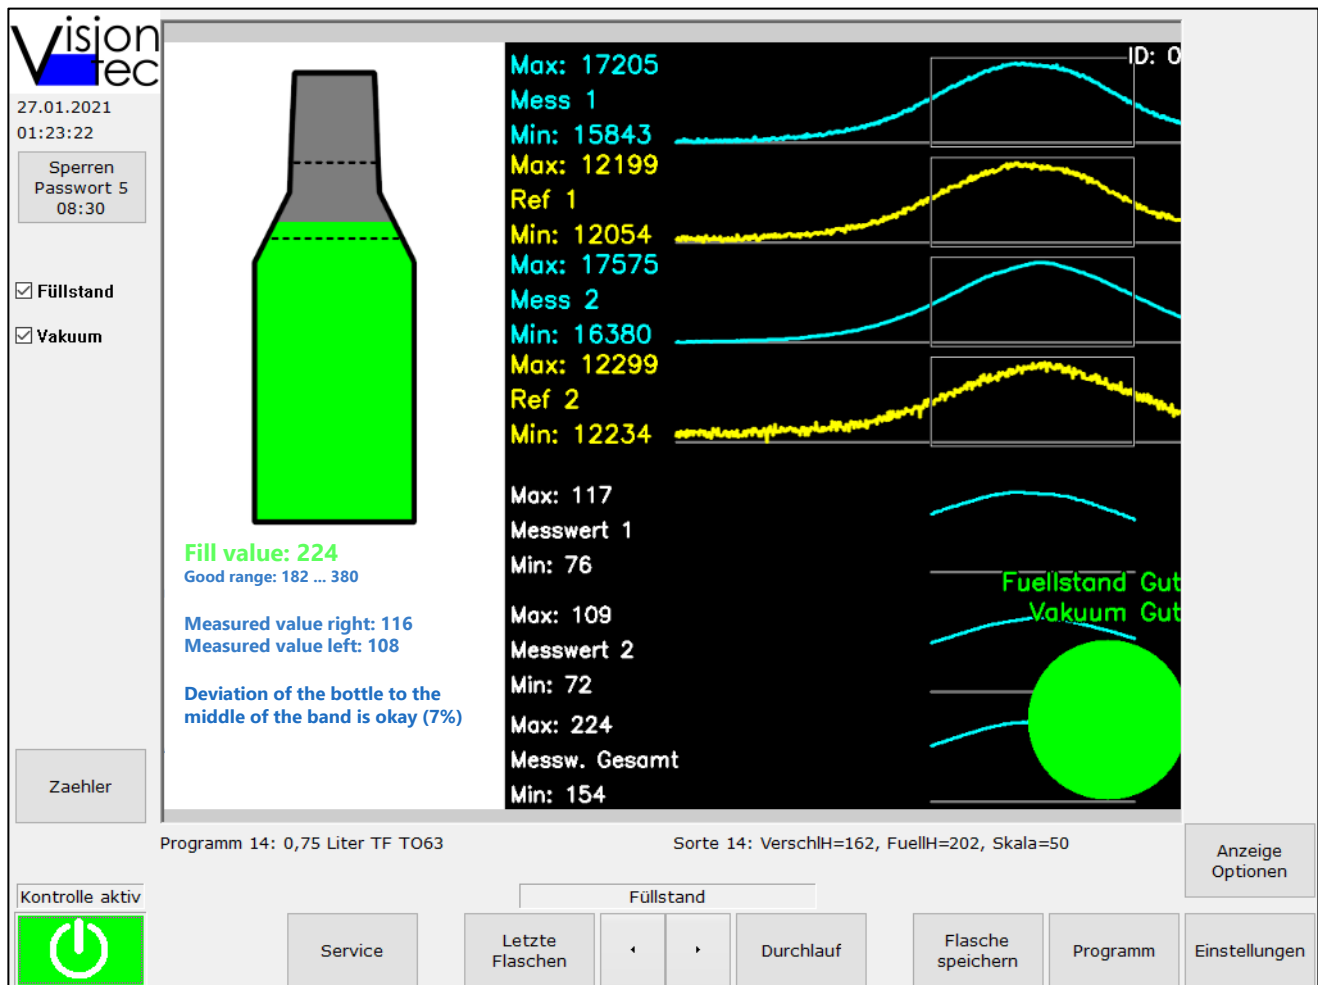 Vision
tec
27.01.2021
01:23:22
Sperren
Passwort 5
08:30
Füllstand
Vakuum
Zaehler
Kontrolle aktiv
Fill value: 224
Good range: 182 ... 380
Measured value right: 116
Measured value left: 108
Deviation of the bottle to the
middle of the band is okay (7%)
ID: 0
Max: 17205
Mess 1
Min: 15843
Max: 12199
Ref 1
Min: 12054
Max: 17575
Mess 2
Min: 16380
Max: 12299
Ref 2
Min: 12234
Max: 117
Messwert 1
Min: 76
Fuellstand Gut
Vakuum Gut
Max: 109
Messwert 2
Min: 72
Max: 224
Messw. Gesamt
Min: 154
Programm 14: 0,75 Liter TF TO63
Sorte 14: VerschlH=162, FuellH=202, Skala=50
Anzeige
Optionen
Füllstand
Service
Letzte
Flaschen
Durchlauf
Flasche
speichern
Programm
Einstellungen